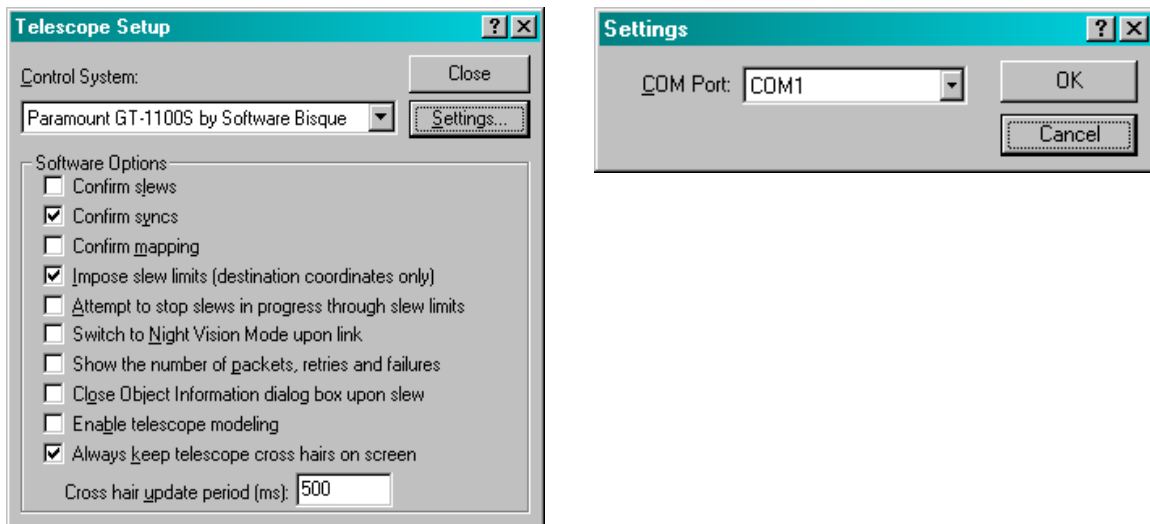 Telescope Setup
Control System:
Close
Paramount GT-1100S by Software Bisque
Settings...
Software Options
Confirm slews
Confirm syncs
Confirm mapping
Impose slew limits (destination coordinates only)
Attempt to stop slews in progress through slew limits
Switch to Night Vision Mode upon link
Show the number of packets, retries and failures
Close Object Information dialog box upon slew
Enable telescope modeling
Always keep telescope cross hairs on screen
Cross hair update period (ms): 500
Settings
COM Port: COM1
OK
Cancel